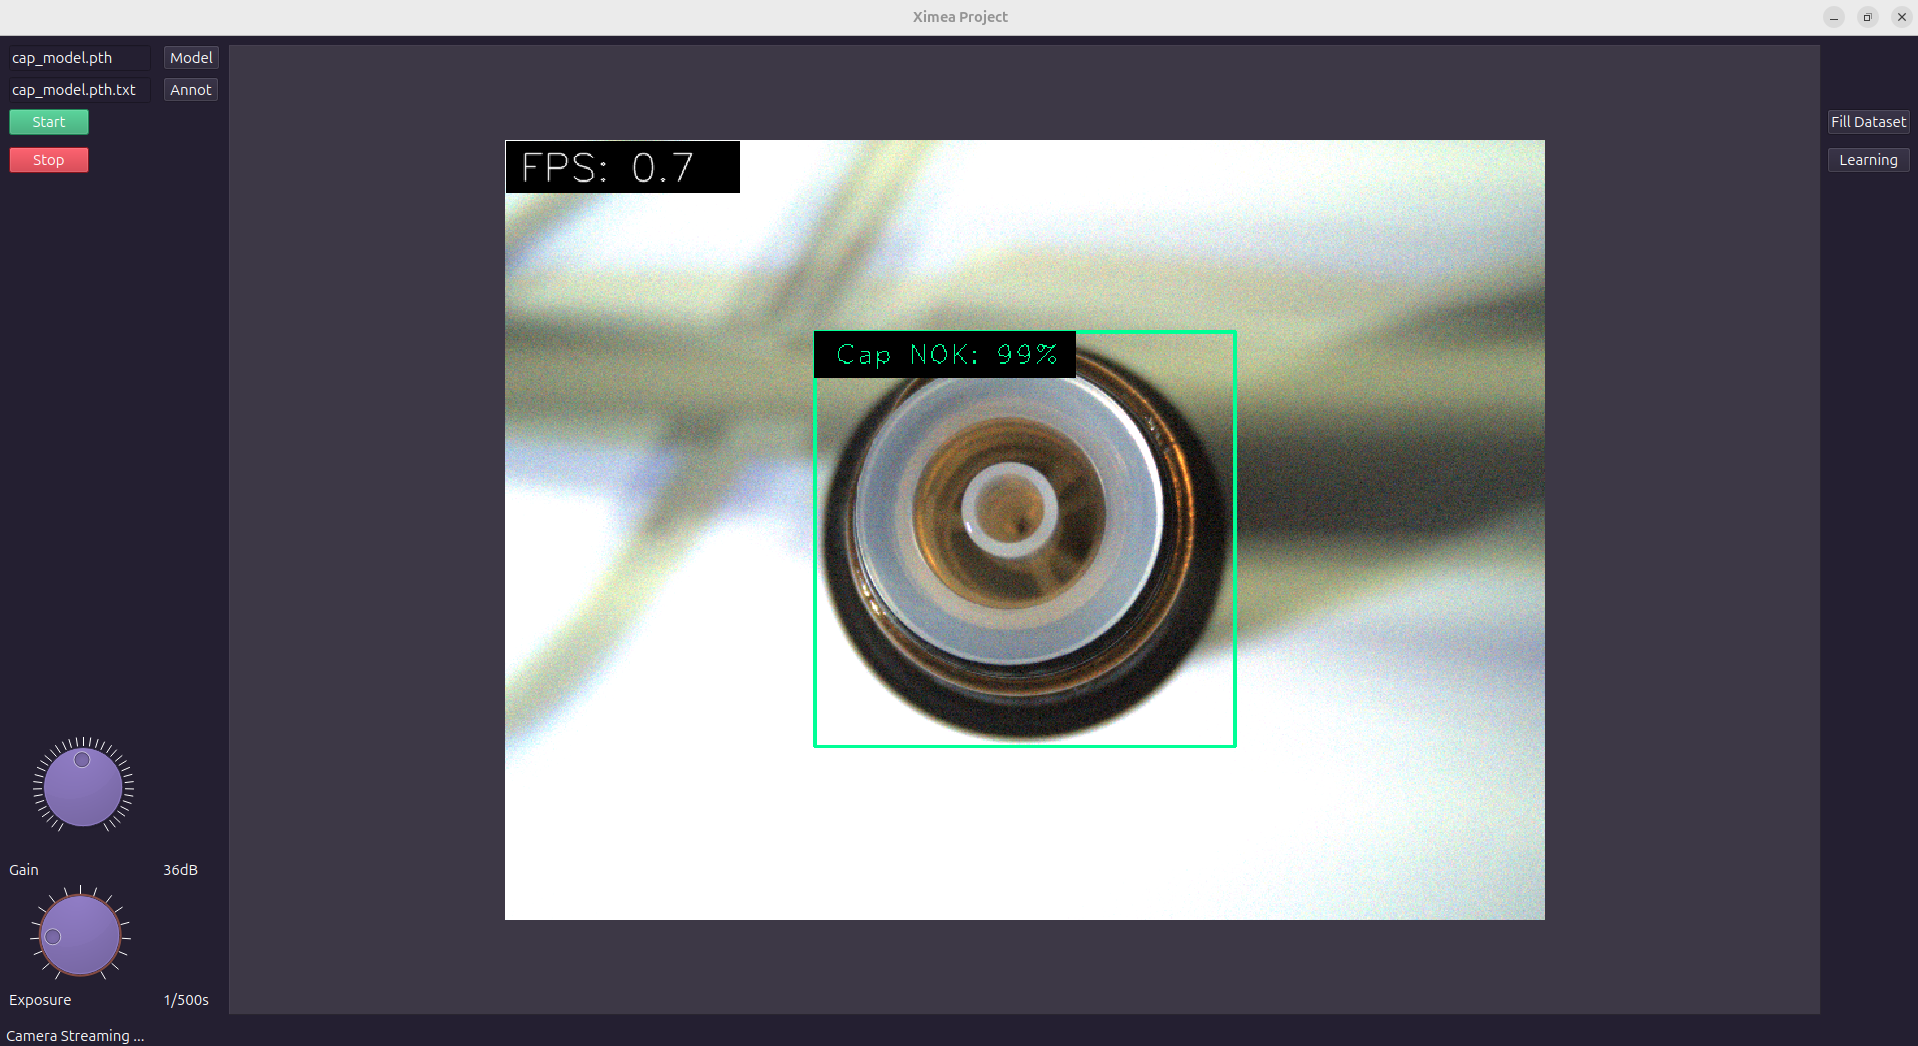 Ximea Project
cap_model.pth Model
cap_model.pth.txt Annot
Start
Stop
Fill Dataset
Learning
FPS: 0.7
Cap NOK: 99%
Gain 36dB
Exposure 1/500s
Camera Streaming ...